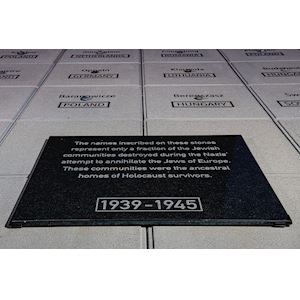 POLAND
GERMANY
LITHUANIA
HUNGARY
Baranowicze
POLAND
HUNGARY
The names inscribed on these stones
represent only a fraction of the Jewish
communities destroyed during the Nazis'
attempt to annihilate the Jews of Europe.
These communities were the ancestral
homes of Holocaust survivors.
1939-1945